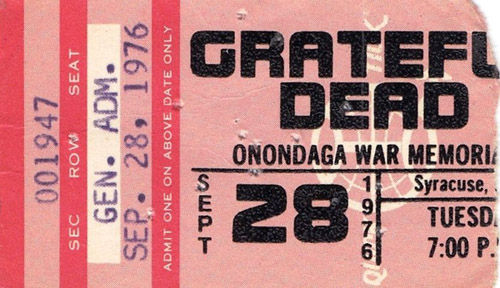 001947
SEC ROW SEAT
GEN. ADM.
SEP. 28, 1976
ADMIT ONE ON ABOVE DATE ONLY
GRATEFU
DEAD
ONONDAGA WAR MEMORIA
SEPT 28 1976
Syracuse,
TUESD
7:00 P.